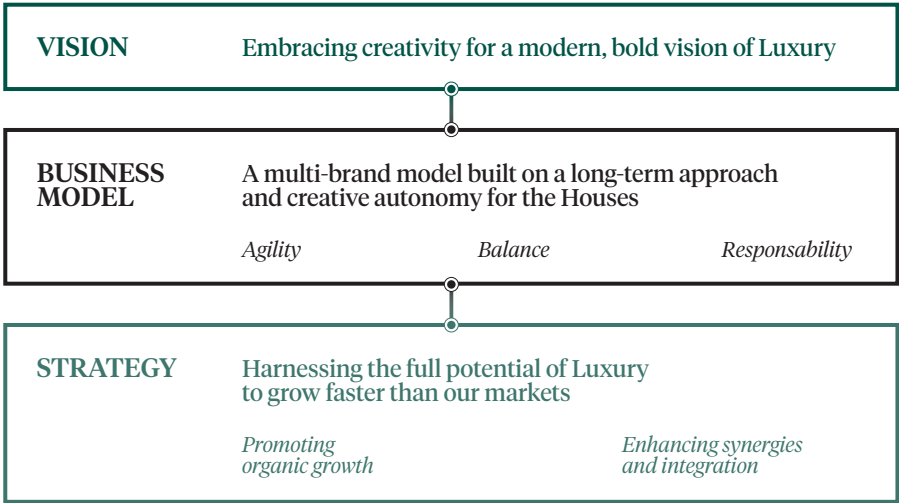 VISION
Embracing creativity for a modern, bold vision of Luxury
BUSINESS
MODEL
A multi-brand model built on a long-term approach
and creative autonomy for the Houses
Agility
Balance
Responsability
STRATEGY
Harnessing the full potential of Luxury
to grow faster than our markets
Promoting
organic growth
Enhancing synergies
and integration